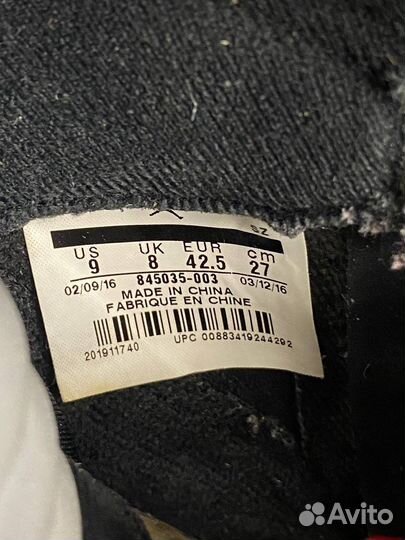 SZ
US UK EUR cm
9 8 42.5 27
02/09/16 845035-003 03/12/16
MADE IN CHINA
FABRIQUE EN CHINE
201911740 UPC 00883419244292
Avito